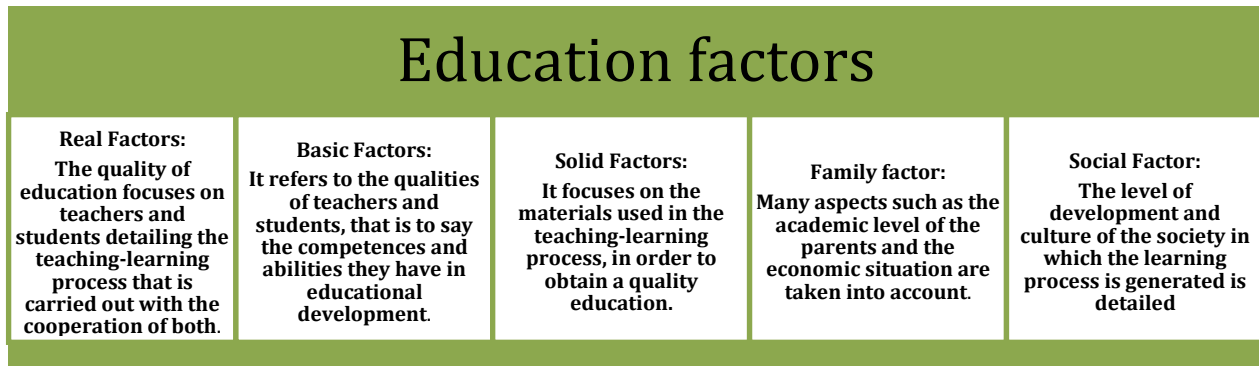 Education factors
Real Factors:
The quality of
education focuses on
teachers and
students detailing the
teaching-learning
process that is
carried out with the
cooperation of both.
Basic Factors:
It refers to the qualities
of teachers and
students, that is to say
the competences and
abilities they have in
educational
development.
Solid Factors:
It focuses on the
materials used in the
teaching-learning
process, in order to
obtain a quality
education.
Family factor:
Many aspects such as the
academic level of the
parents and the
economic situation are
taken into account.
Social Factor:
The level of
development and
culture of the society in
which the learning
process is generated is
detailed